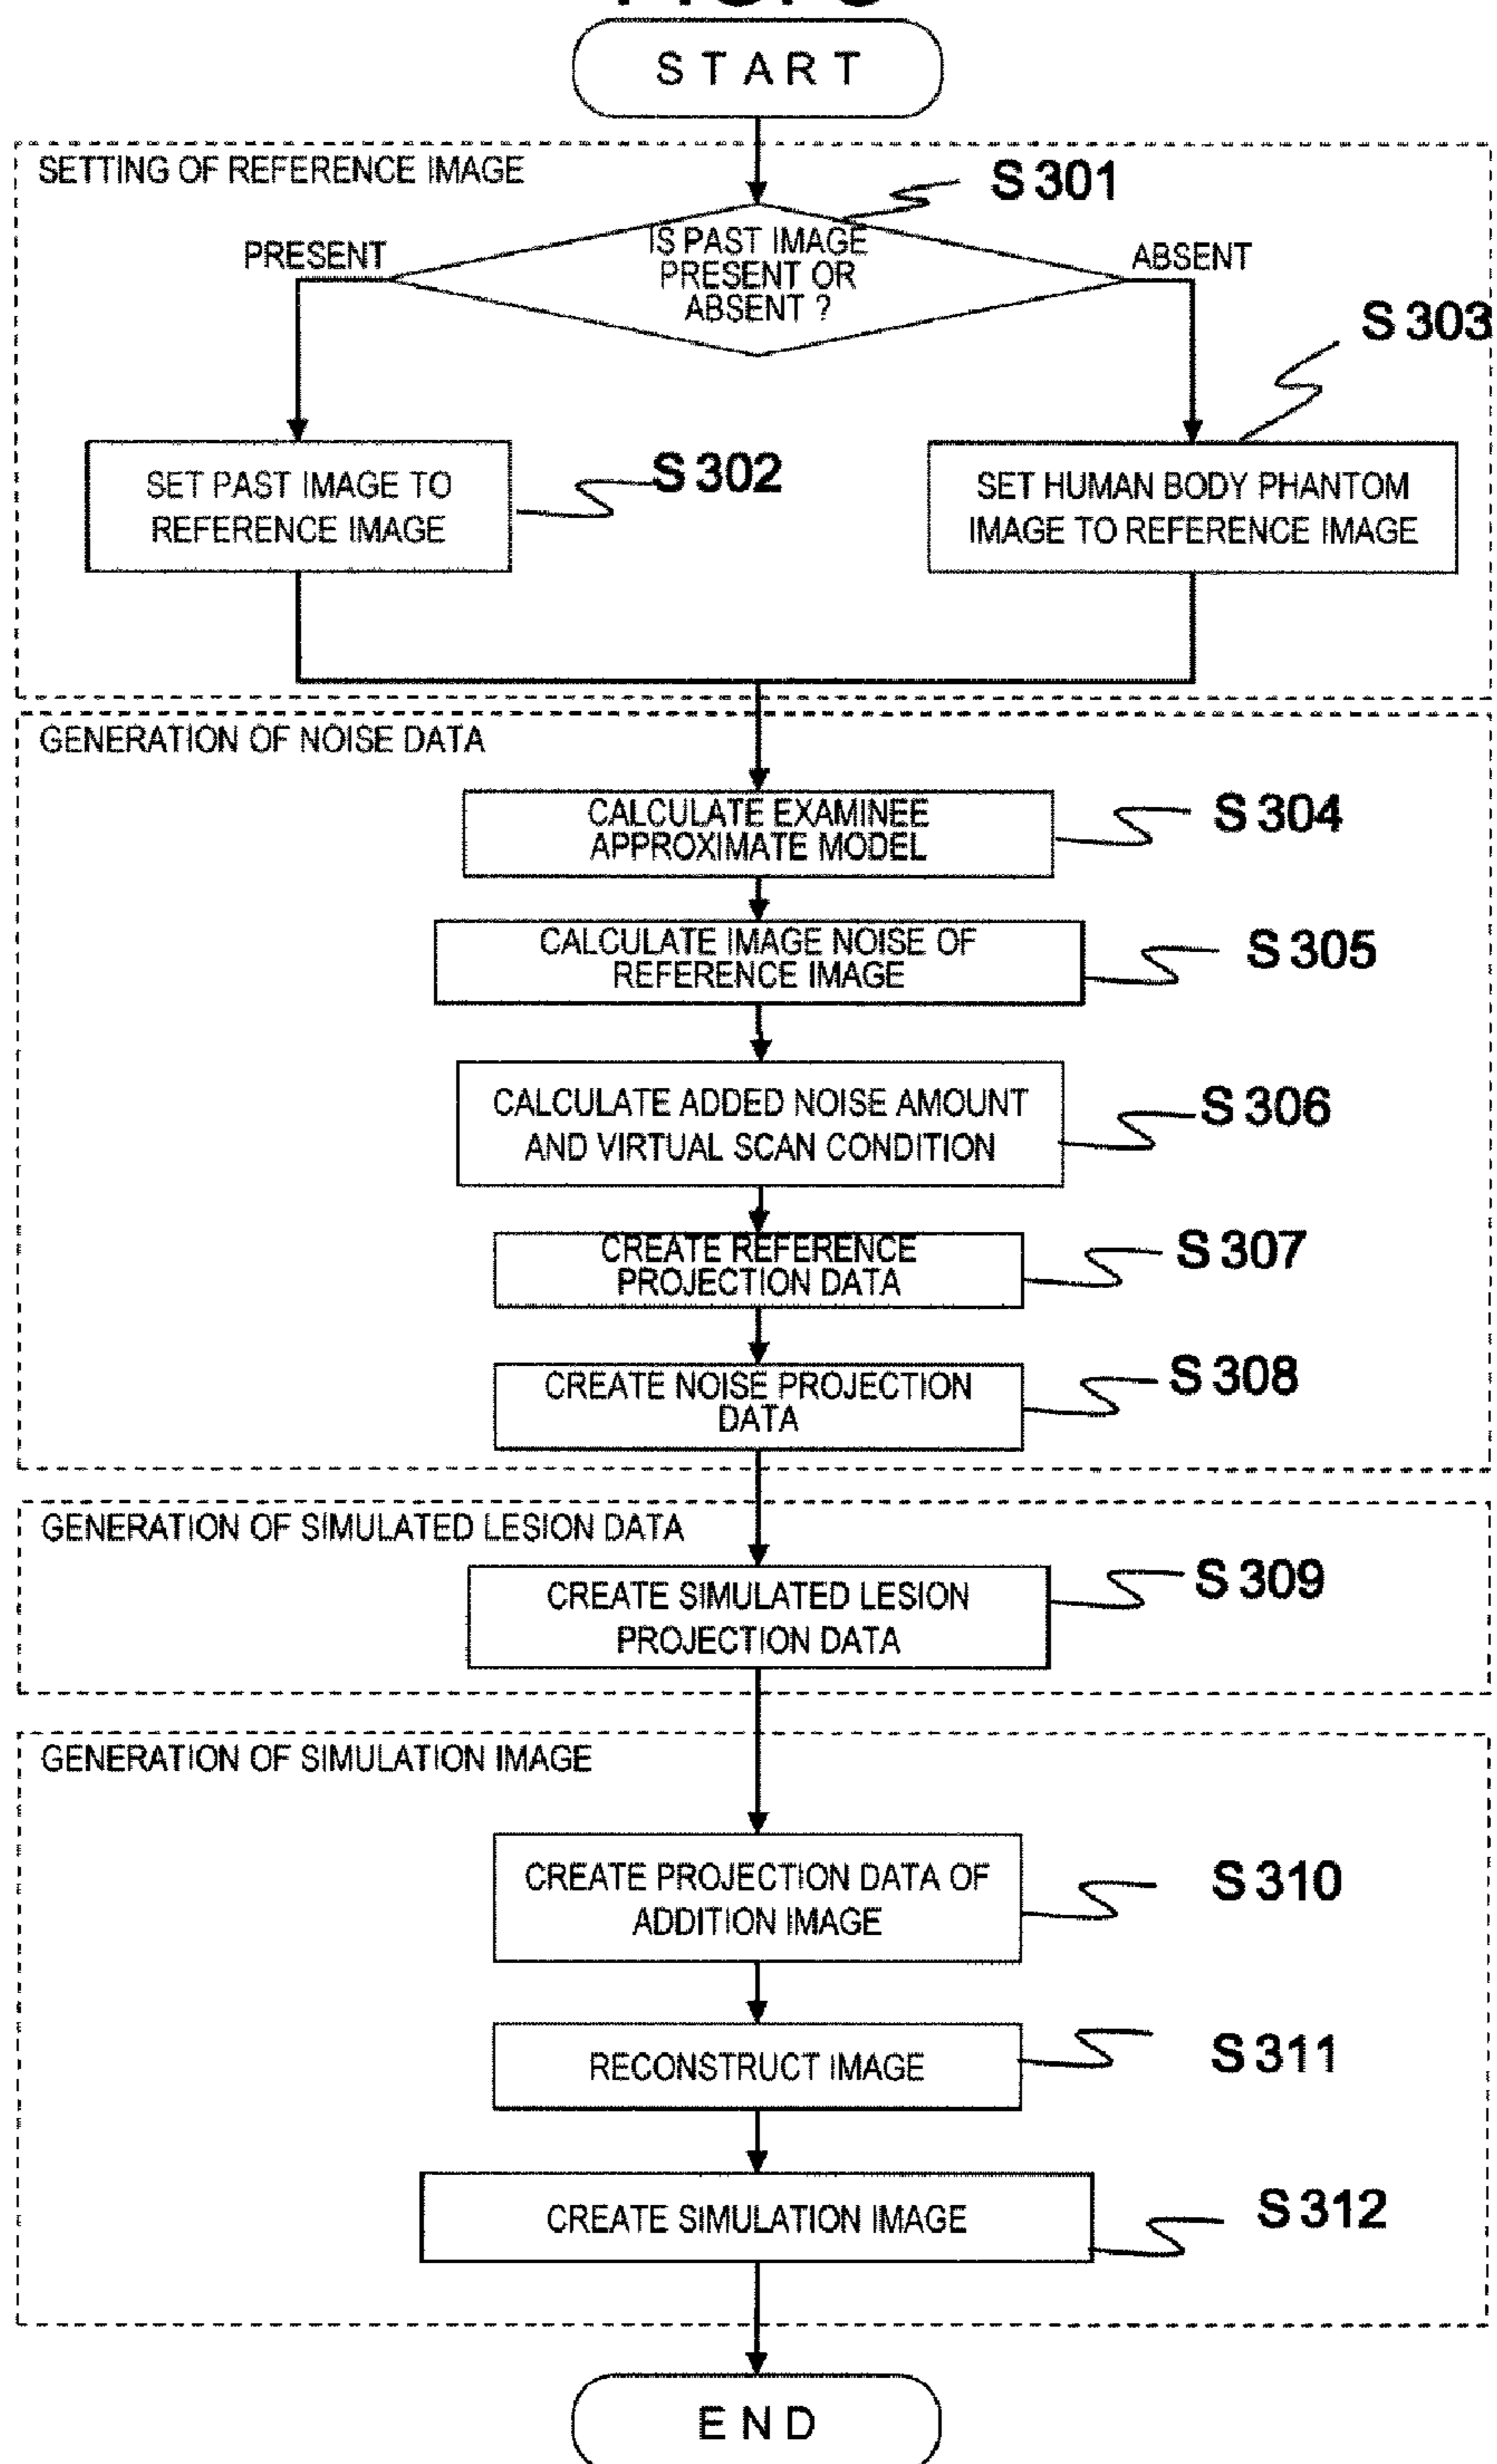 START
SETTING OF REFERENCE IMAGE
S301
IS PAST IMAGE
PRESENT OR
ABSENT ?
PRESENT
ABSENT
S303
SET PAST IMAGE TO
REFERENCE IMAGE
S302
SET HUMAN BODY PHANTOM
IMAGE TO REFERENCE IMAGE
GENERATION OF NOISE DATA
CALCULATE EXAMINEE
APPROXIMATE MODEL
S304
CALCULATE IMAGE NOISE OF
REFERENCE IMAGE
S305
CALCULATE ADDED NOISE AMOUNT
AND VIRTUAL SCAN CONDITION
S306
CREATE REFERENCE
PROJECTION DATA
S307
CREATE NOISE PROJECTION
DATA
S308
GENERATION OF SIMULATED LESION DATA
CREATE SIMULATED LESION
PROJECTION DATA
S309
GENERATION OF SIMULATION IMAGE
CREATE PROJECTION DATA OF
ADDITION IMAGE
S310
RECONSTRUCT IMAGE
S311
CREATE SIMULATION IMAGE
S312
END